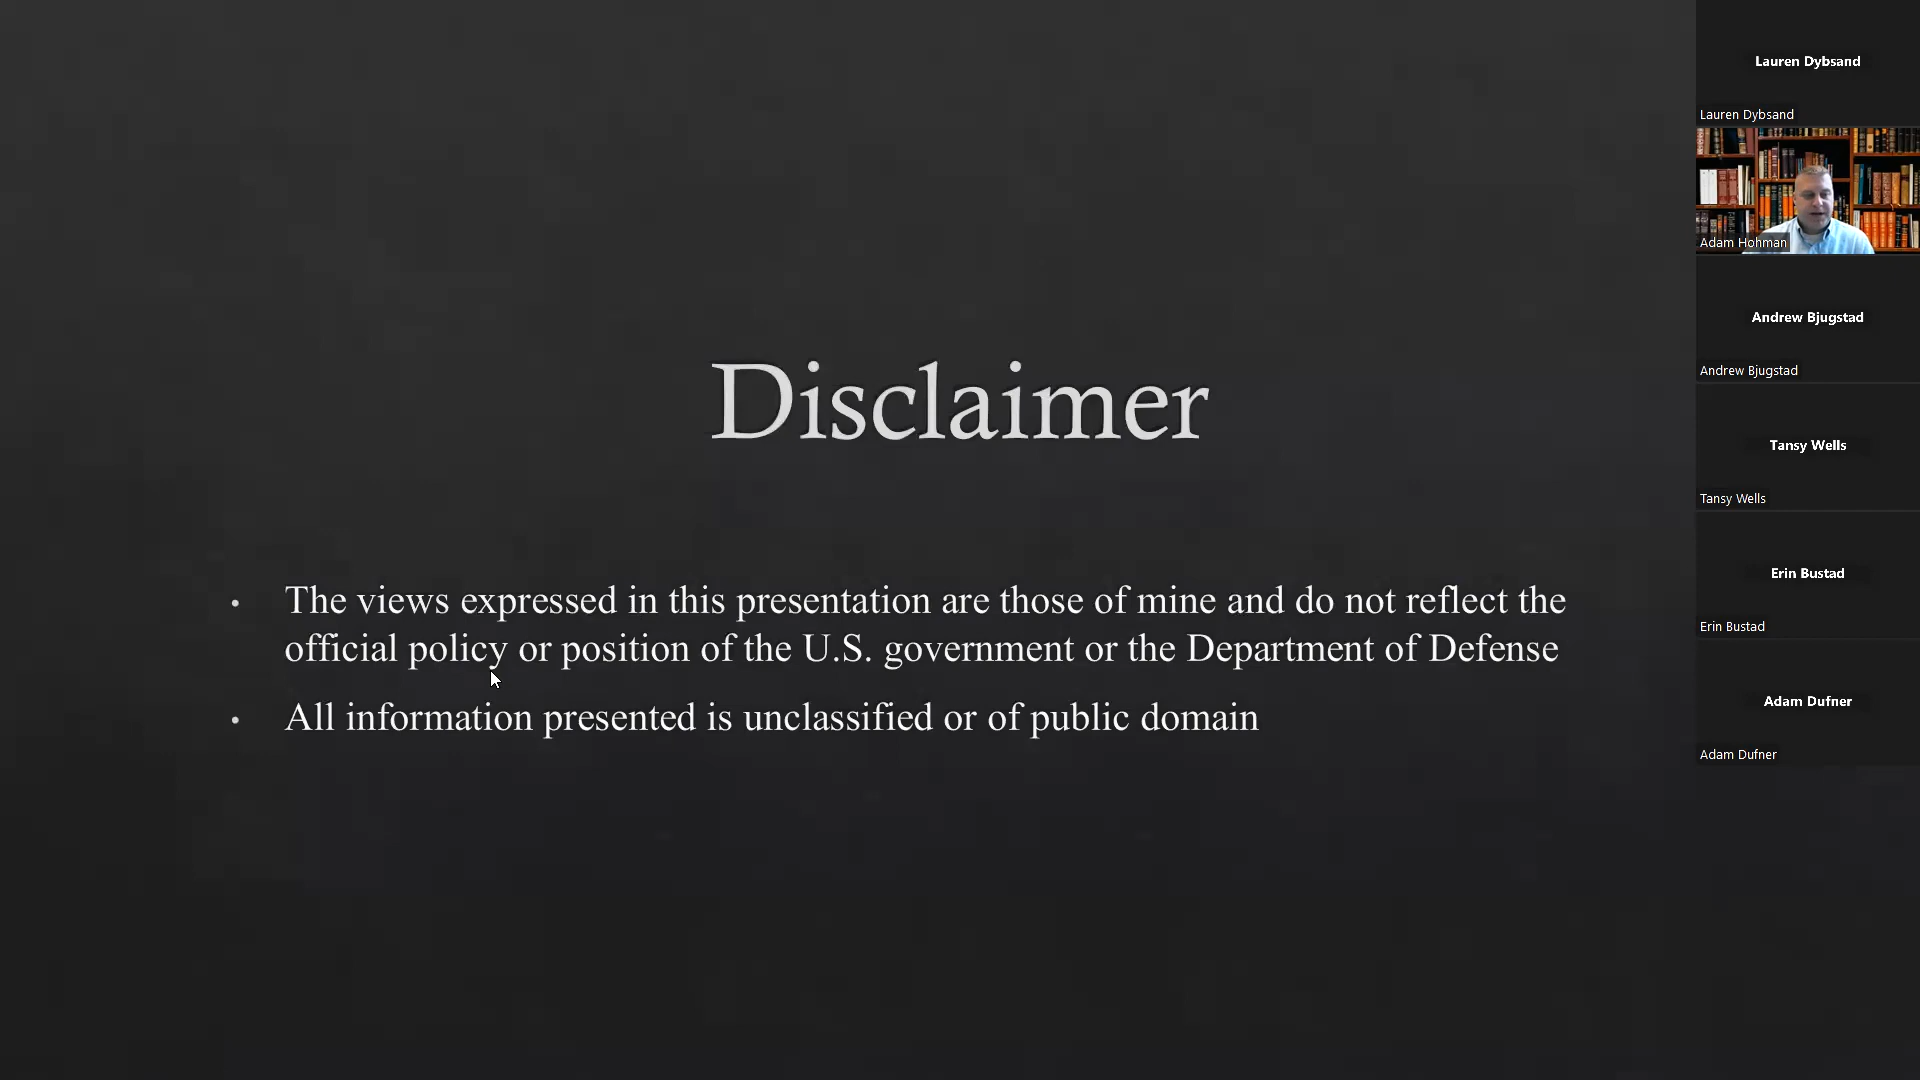 Disclaimer
• The views expressed in this presentation are those of mine and do not reflect the
official policy or position of the U.S. government or the Department of Defense
• All information presented is unclassified or of public domain
Lauren Dybsand
Lauren Dybsand
Adam Hohman
Andrew Bjugstad
Andrew Bjugstad
Tansy Wells
Tansy Wells
Erin Bustad
Erin Bustad
Adam Dufner
Adam Dufner